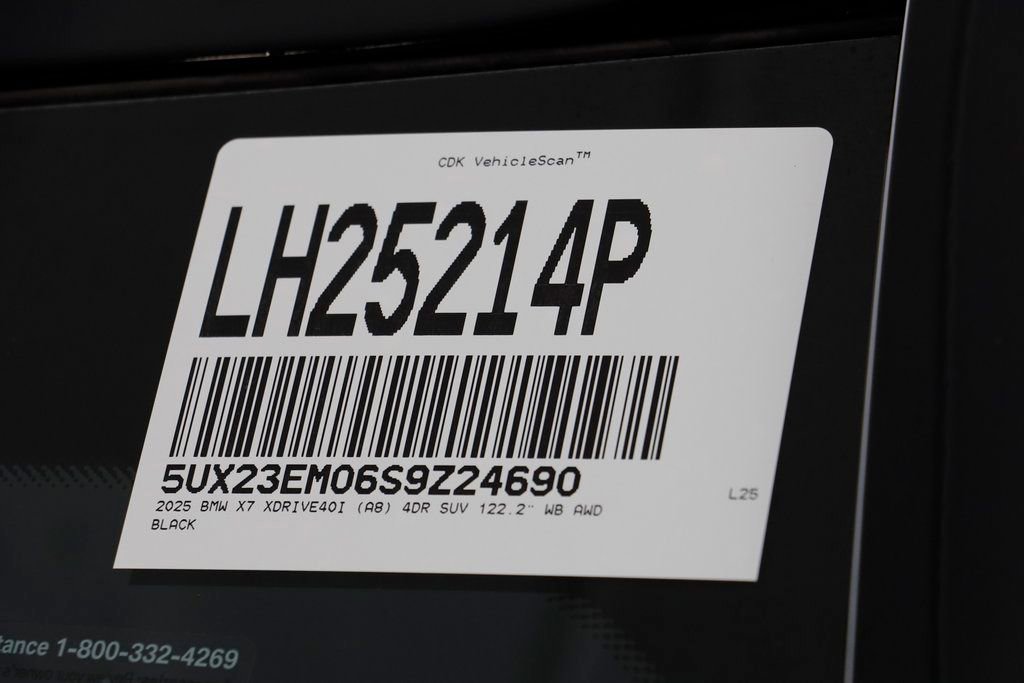 CDK VehicleScan™
LH25214P
5UX23EM06S9Z24690
2025 BMW X7 XDRIVE40I (A8) 4DR SUV 122.2" WB AWD
BLACK
L25
tance 1-800-332-4269